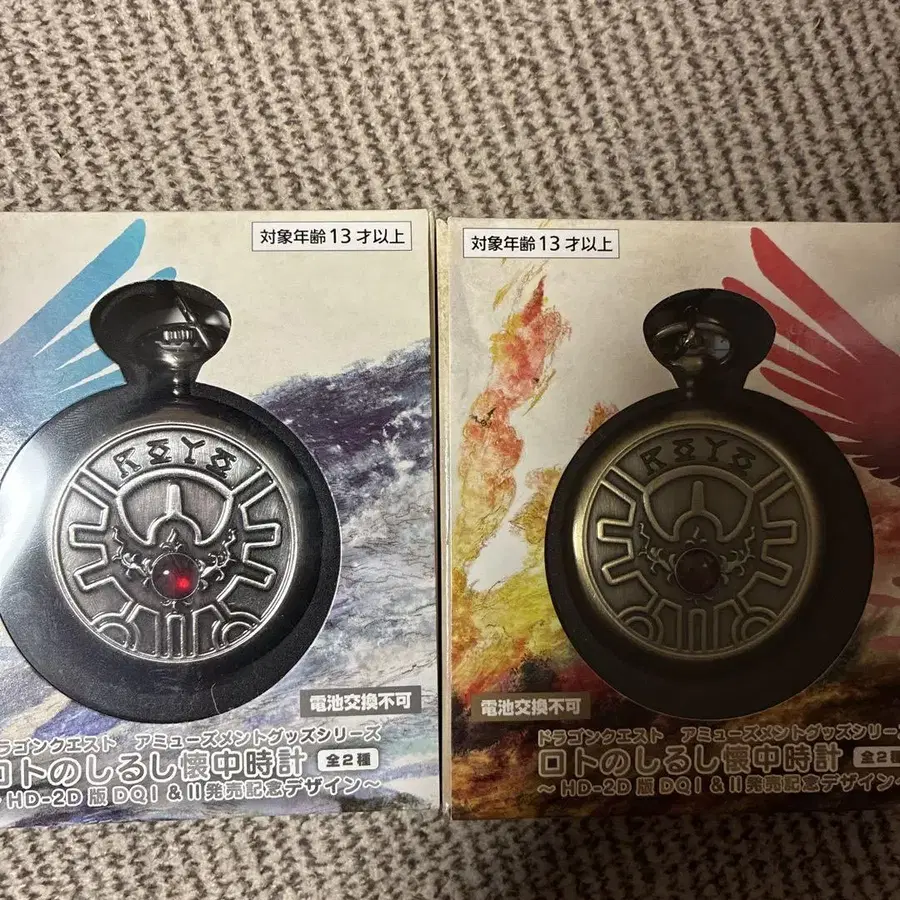 対象年齢13才以上
電池交換不可
ドラゴンクエスト　アミューズメントグッズシリーズ
ロトのしるし懐中時計 全2種
～HD-2D版DQI&II発売記念デザイン～
対象年齢13才以上
電池交換不可
ドラゴンクエスト　アミューズメントグッズシリーズ
ロトのしるし懐中時計 全2種
～HD-2D版DQI&II発売記念デザイン～